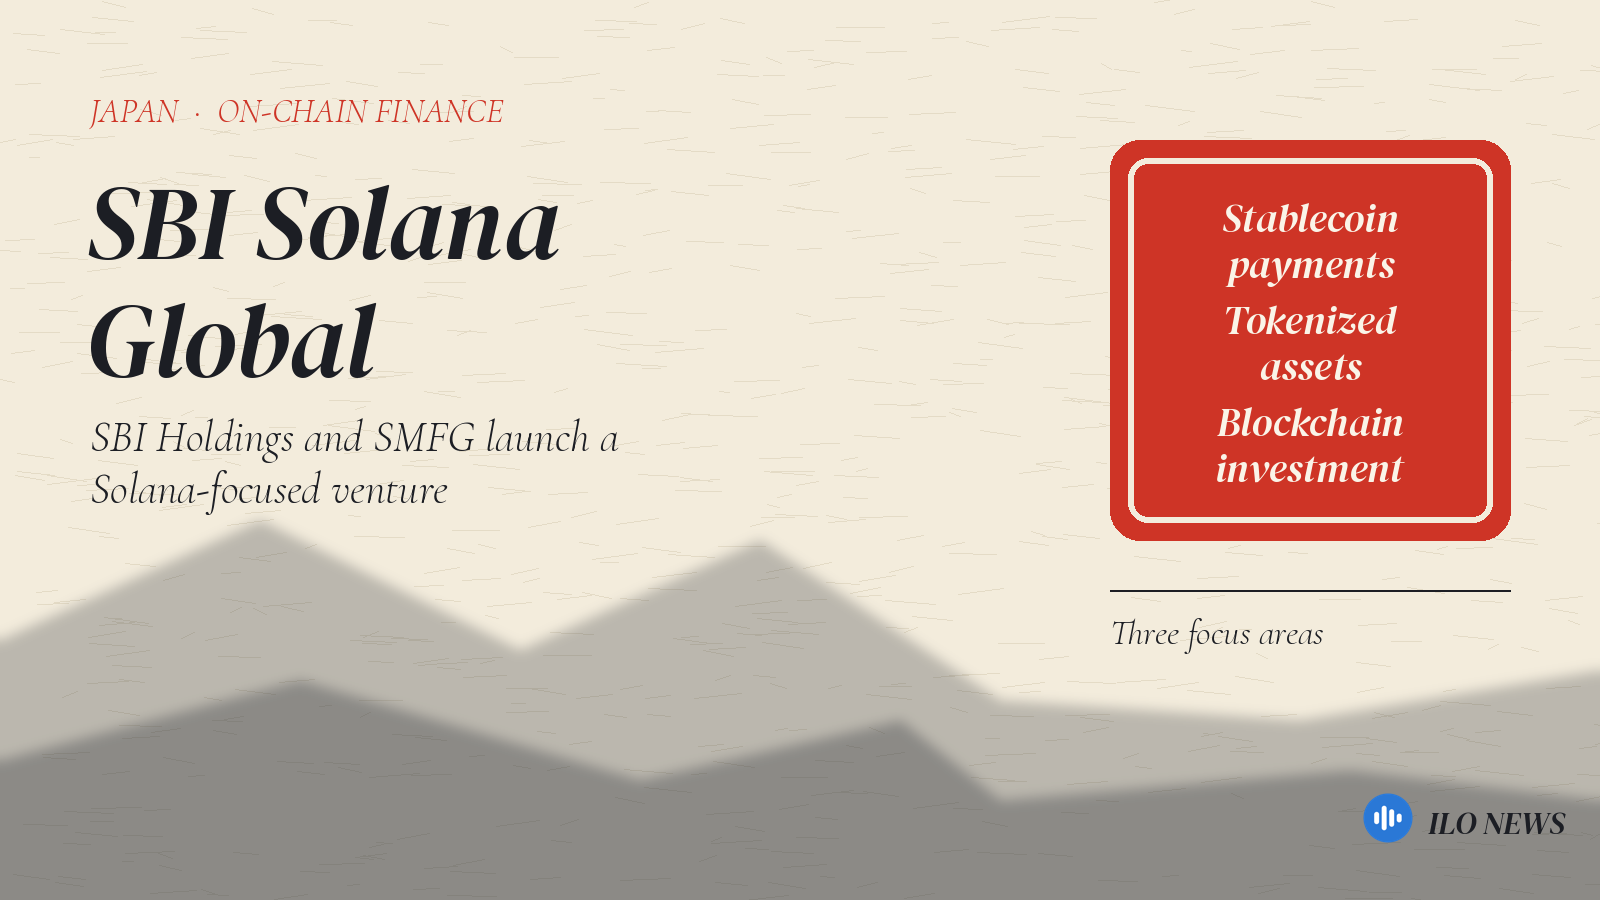 JAPAN · ON-CHAIN FINANCE
SBI Solana
Global
SBI Holdings and SMFG launch a
Solana-focused venture
Stablecoin
payments
Tokenized
assets
Blockchain
investment
Three focus areas
ILO NEWS